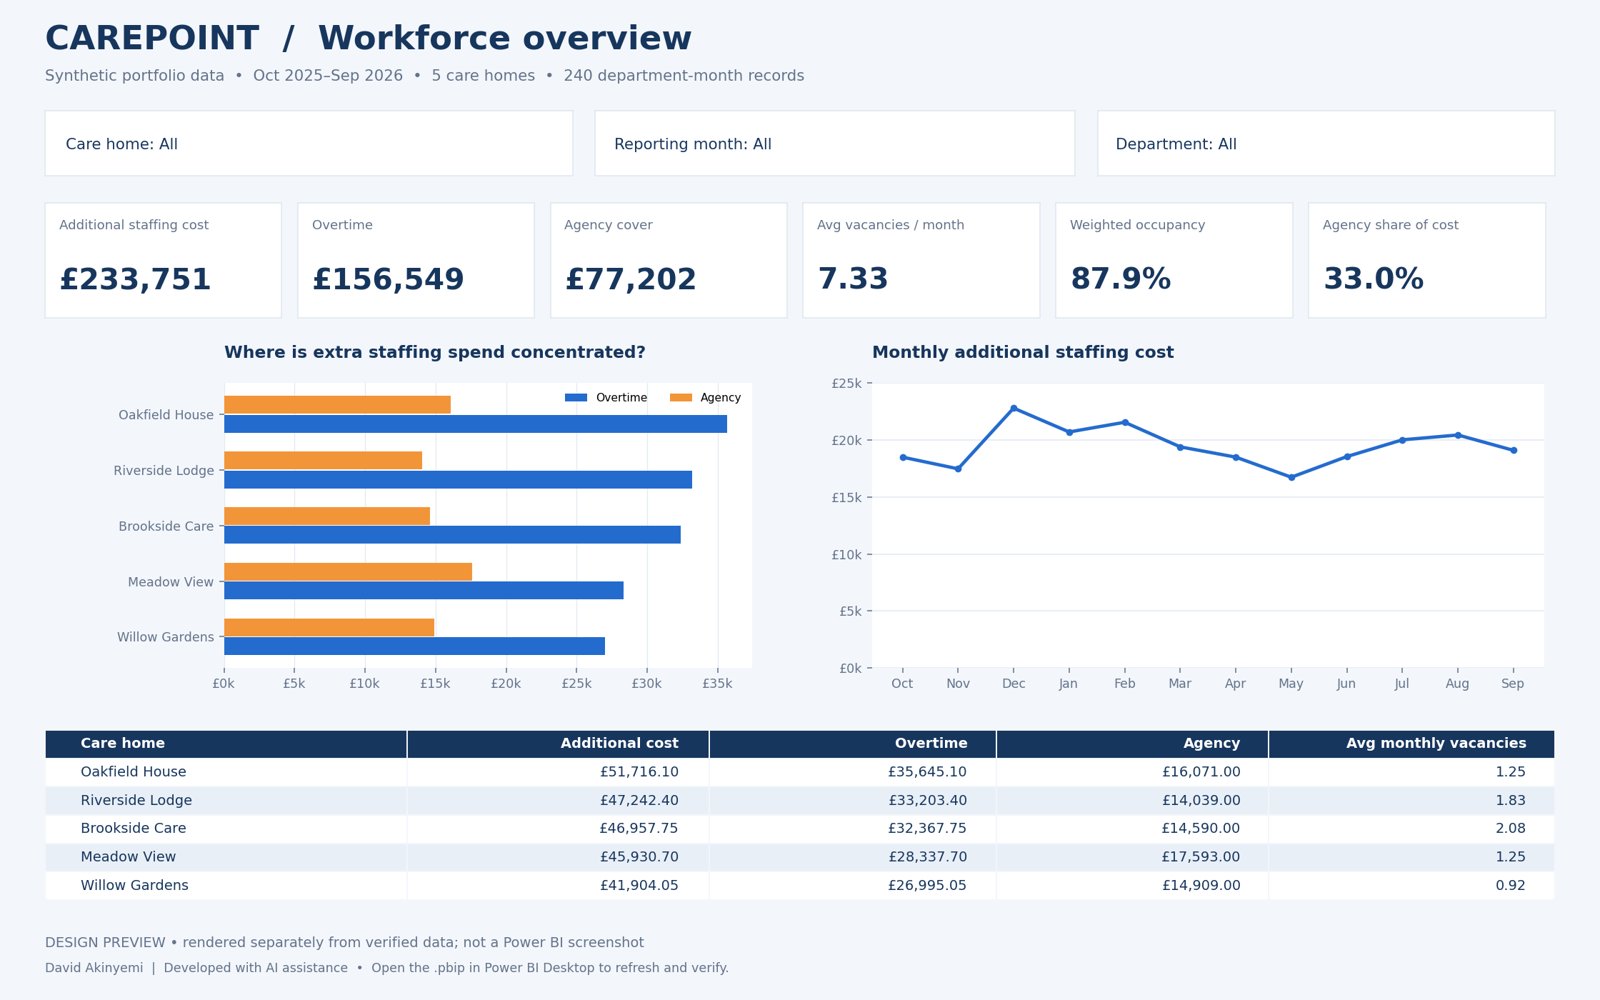 CAREPOINT / Workforce overview
Synthetic portfolio data • Oct 2025–Sep 2026 • 5 care homes • 240 department-month records
Care home: All
Reporting month: All
Department: All
Additional staffing cost
£233,751
Overtime
£156,549
Agency cover
£77,202
Avg vacancies / month
7.33
Weighted occupancy
87.9%
Agency share of cost
33.0%
Where is extra staffing spend concentrated?
Overtime
Agency
Oakfield House
Riverside Lodge
Brookside Care
Meadow View
Willow Gardens
£0k £5k £10k £15k £20k £25k £30k £35k
Monthly additional staffing cost
£25k
£20k
£15k
£10k
£5k
£0k
Oct Nov Dec Jan Feb Mar Apr May Jun Jul Aug Sep
Care home Additional cost Overtime Agency Avg monthly vacancies
Oakfield House £51,716.10 £35,645.10 £16,071.00 1.25
Riverside Lodge £47,242.40 £33,203.40 £14,039.00 1.83
Brookside Care £46,957.75 £32,367.75 £14,590.00 2.08
Meadow View £45,930.70 £28,337.70 £17,593.00 1.25
Willow Gardens £41,904.05 £26,995.05 £14,909.00 0.92
DESIGN PREVIEW • rendered separately from verified data; not a Power BI screenshot
David Akinyemi | Developed with AI assistance • Open the .pbip in Power BI Desktop to refresh and verify.